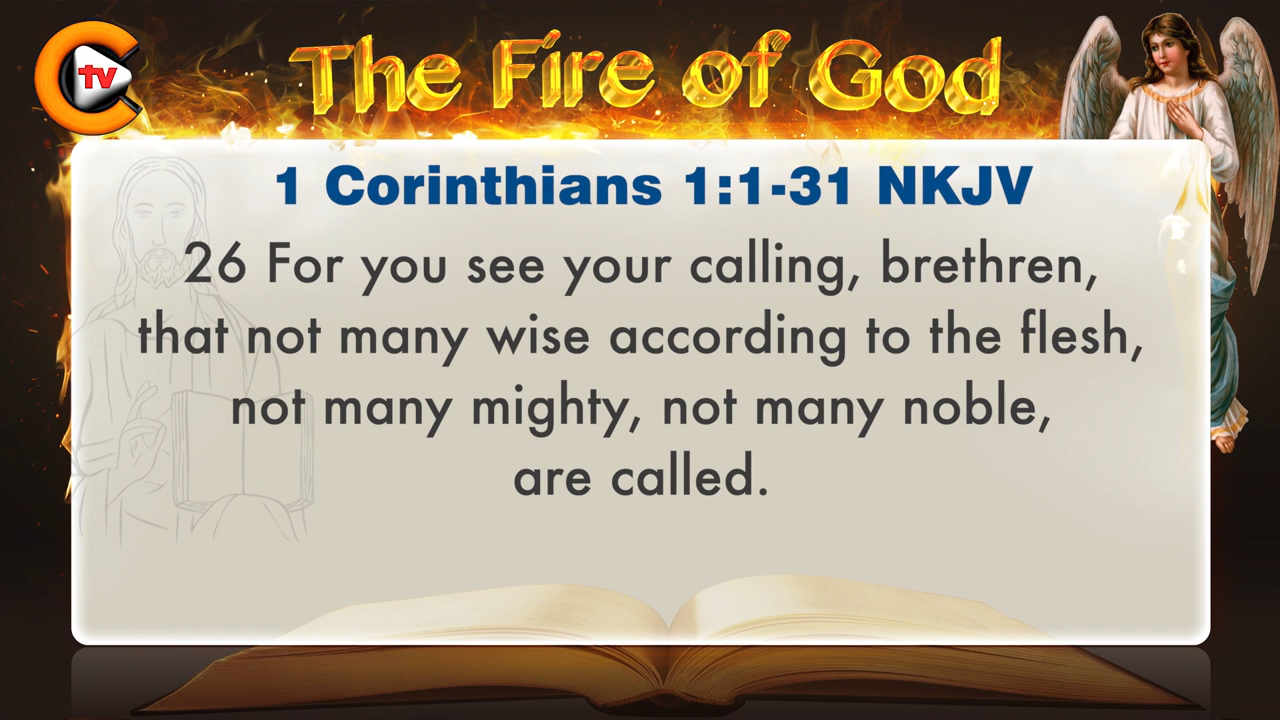 tv
The Fire of God
1 Corinthians 1:1-31 NKJV
26 For you see your calling, brethren,
that not many wise according to the flesh,
not many mighty, not many noble,
are called.